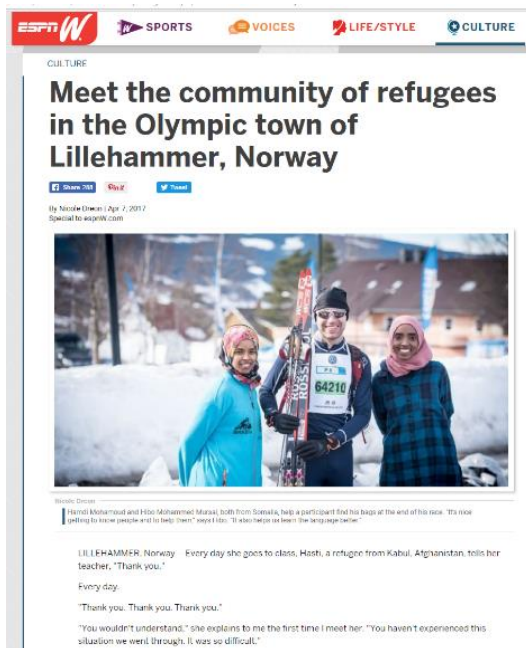 ESPN W
SPORTS
VOICES
LIFE/STYLE
CULTURE
CULTURE
Meet the community of refugees
in the Olympic town of
Lillehammer, Norway
Share 288
Pin it
Tweet
By Nicole Dreon | Apr 7, 2017
Special to espnW.com
ROSSI
64210
Nicole Dreon
Hamdi Mohamoud and Hibo Mohammed Mursal, both from Somalia, help a participant find his bags at the end of his race. "It's nice
getting to know people and to help them" says Hibo. "It also helps us learn the language better."
LILLEHAMMER, Norway Every day she goes to class, Hasti, a refugee from Kabul, Afghanistan, tells her
teacher, "Thank you."
Every day.
"Thank you. Thank you. Thank you."
"You wouldn't understand," she explains to me the first time I meet her. "You haven't experienced this
situation we went through. It was so difficult."